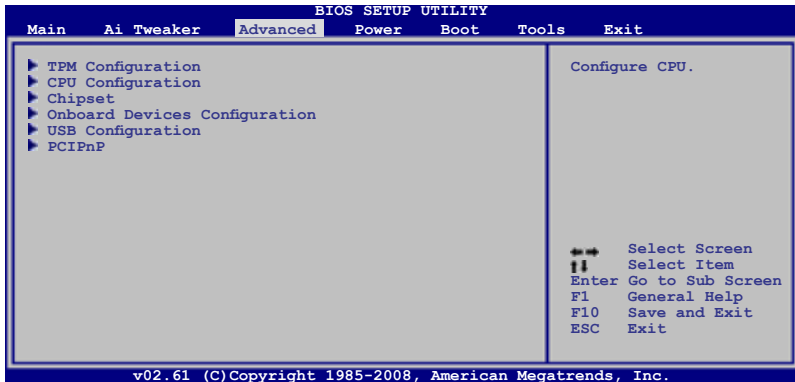 BIOS SETUP UTILITY
Main Ai Tweaker Advanced Power Boot Tools Exit
TPM Configuration
CPU Configuration
Chipset
Onboard Devices Configuration
USB Configuration
PCIPnP
Configure CPU.
Select Screen
Select Item
Enter Go to Sub Screen
F1 General Help
F10 Save and Exit
ESC Exit
v02.61 (C)Copyright 1985-2008, American Megatrends, Inc.